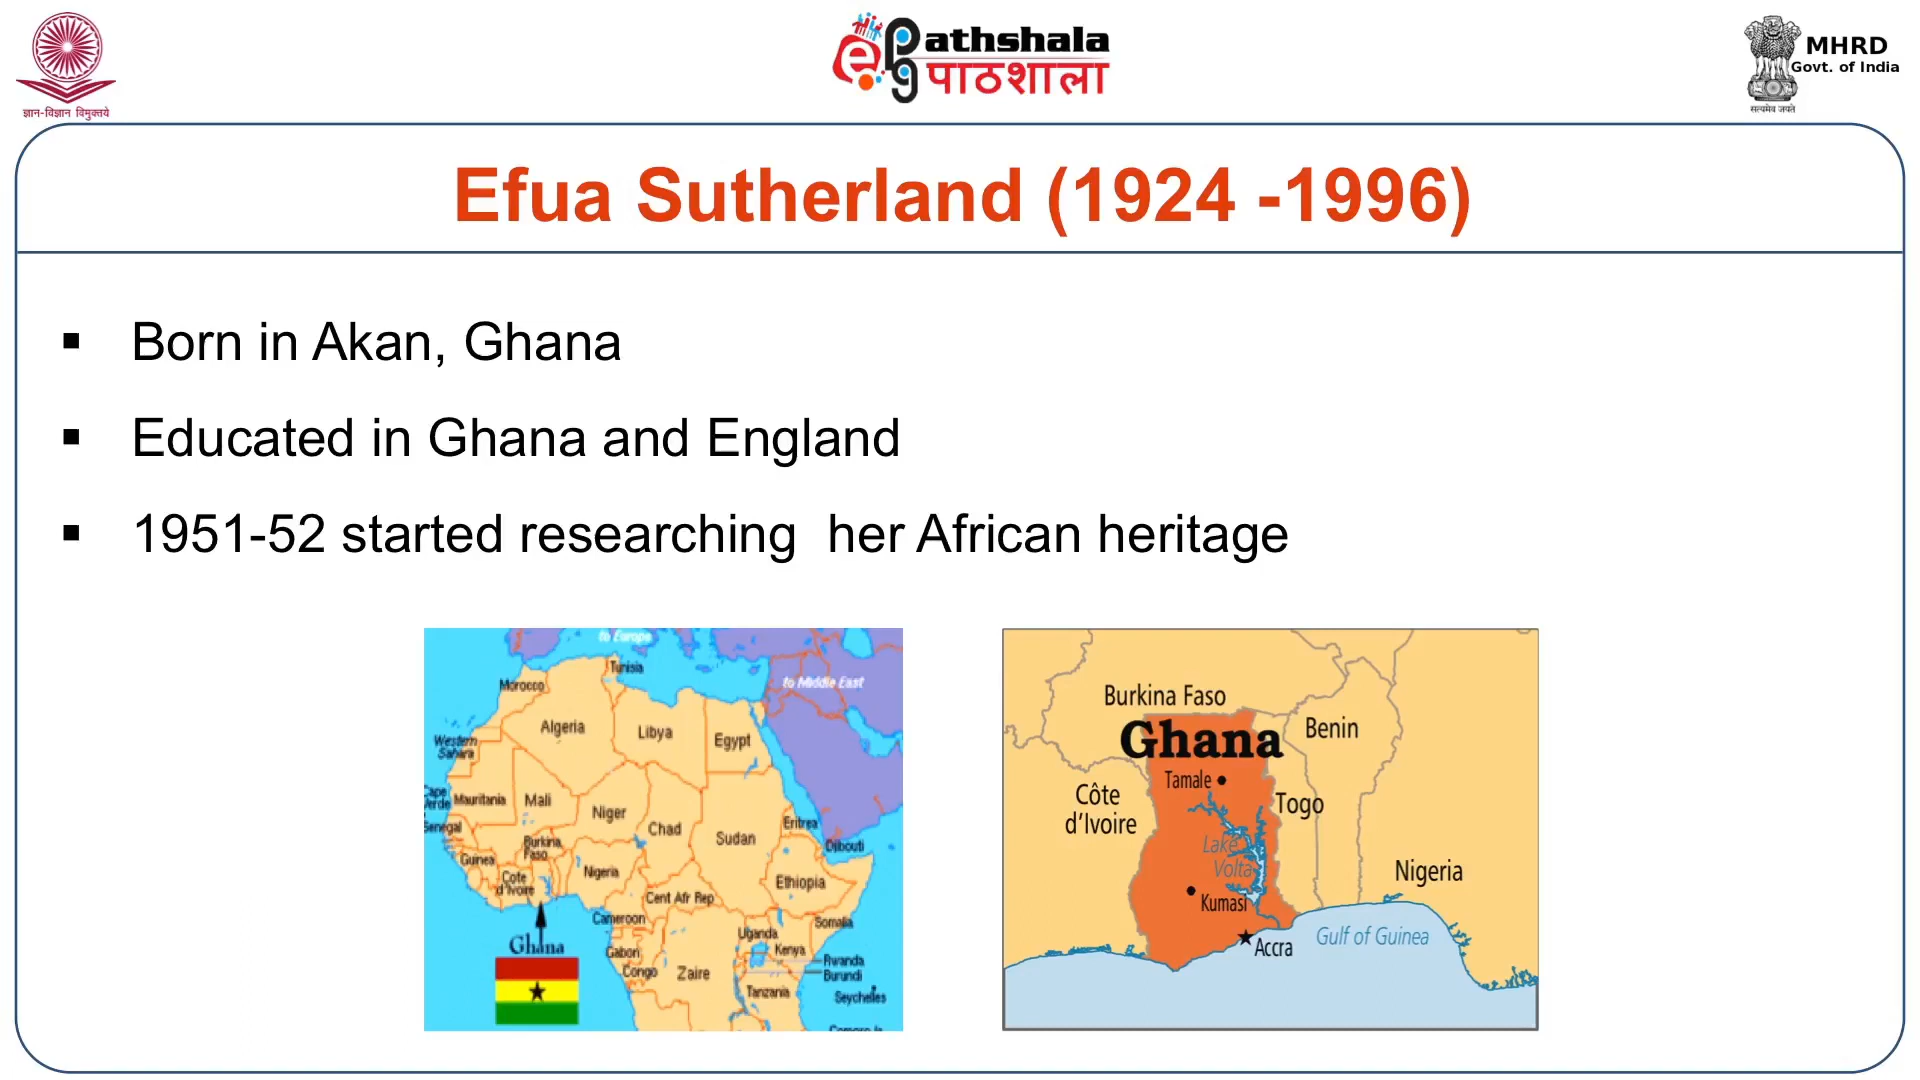 ज्ञान-विज्ञान विमुक्तये
ePathshala
पाठशाला
MHRD
Govt. of India
सत्यमेव जयते
Efua Sutherland (1924 -1996)
▪ Born in Akan, Ghana
▪ Educated in Ghana and England
▪ 1951-52 started researching  her African heritage
to Europe
Tunisia
to Middle East
Morocco
Algeria
Libya
Egypt
Western
Sahara
Cape
Verde
Mauritania
Mali
Niger
Chad
Sudan
Eritrea
Senegal
Burkina
Faso
Djibouti
Guinea
Cote
d'Ivoire
Nigeria
Ethiopia
Cent Afr Rep
Cameroon
Somalia
Uganda
Ghana
Gabon
Kenya
Congo
Zaire
Rwanda
Burundi
Tanzania
Seychelles
Burkina Faso
Ghana
Benin
Tamale
Côte
d'Ivoire
Togo
Lake
Volta
Nigeria
Kumasi
Accra
Gulf of Guinea